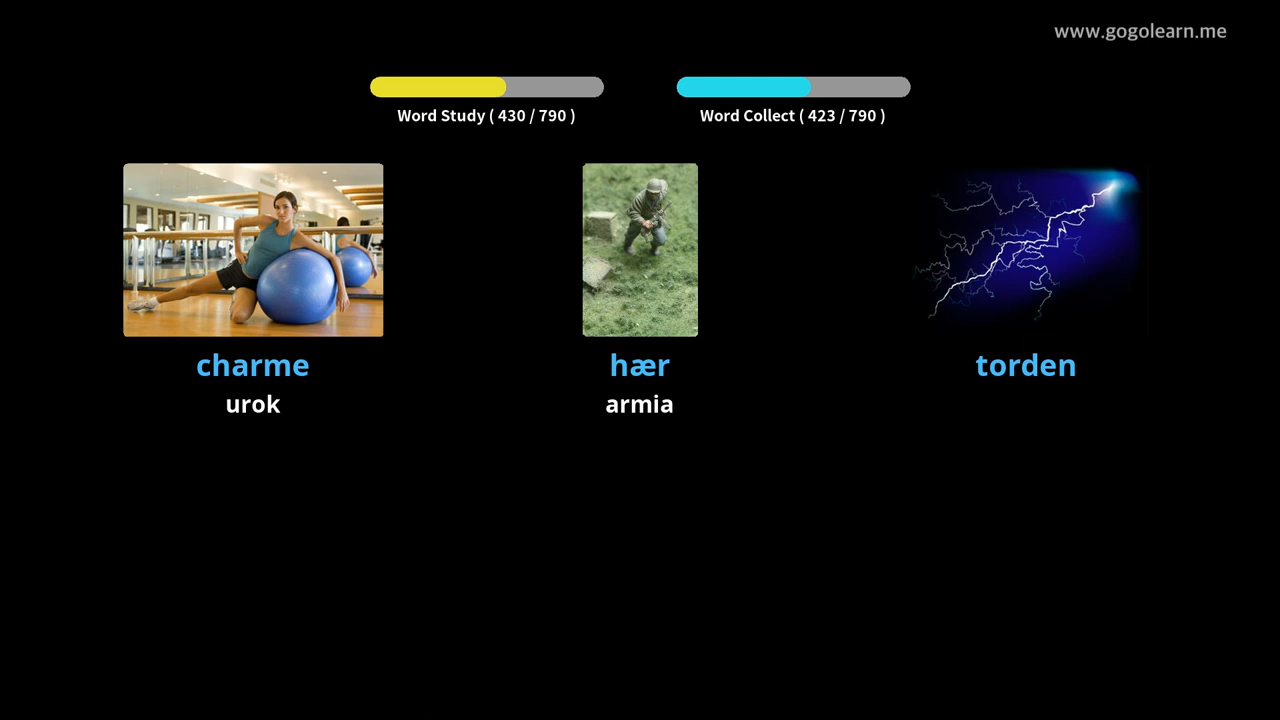 www.gogolearn.me
Word Study ( 430 / 790 )
Word Collect ( 423 / 790 )
charme
hær
torden
urok
armia